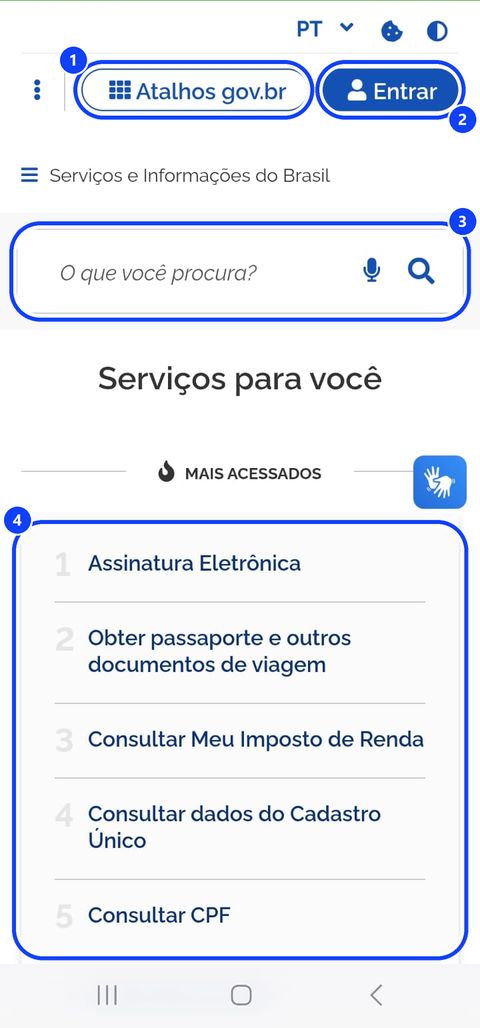 PT
1
Atalhos gov.br
Entrar
2
Serviços e Informações do Brasil
3
O que você procura?
Serviços para você
MAIS ACESSADOS
4
1 Assinatura Eletrônica
2 Obter passaporte e outros
documentos de viagem
3 Consultar Meu Imposto de Renda
4 Consultar dados do Cadastro
Único
5 Consultar CPF